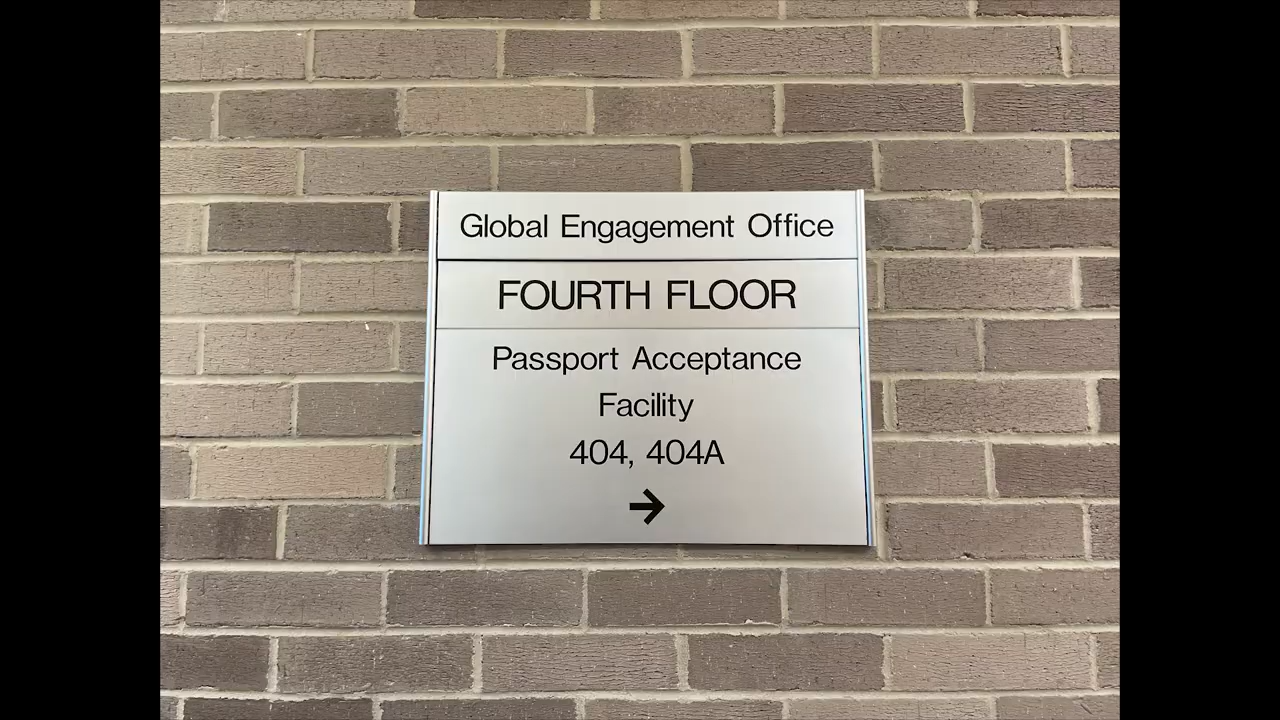 Global Engagement Office
FOURTH FLOOR
Passport Acceptance
Facility
404, 404A
→